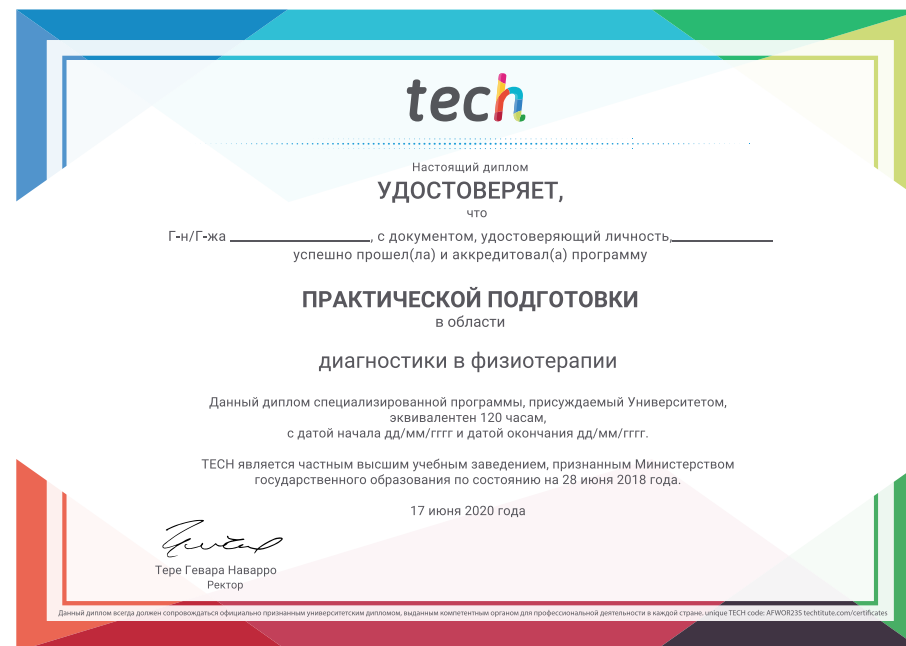 tech
Настоящий диплом
УДОСТОВЕРЯЕТ,
что
Г-н/Г-жа ____________________, с документом, удостоверяющий личность,______________
успешно прошел(ла) и аккредитовал(а) программу
ПРАКТИЧЕСКОЙ ПОДГОТОВКИ
в области
диагностики в физиотерапии
Данный диплом специализированной программы, присуждаемый Университетом,
эквивалентен 120 часам,
с датой начала дд/мм/гггг и датой окончания дд/мм/гггг.
TECH является частным высшим учебным заведением, признанным Министерством
государственного образования по состоянию на 28 июня 2018 года.
17 июня 2020 года
Тере Гевара Наварро
Ректор
Данный диплом всегда должен сопровождаться официально признанным университетским дипломом, выданным компетентным органом для профессиональной деятельности в каждой стране. unique TECH code: AFWOR23S techtitute.com/certificates